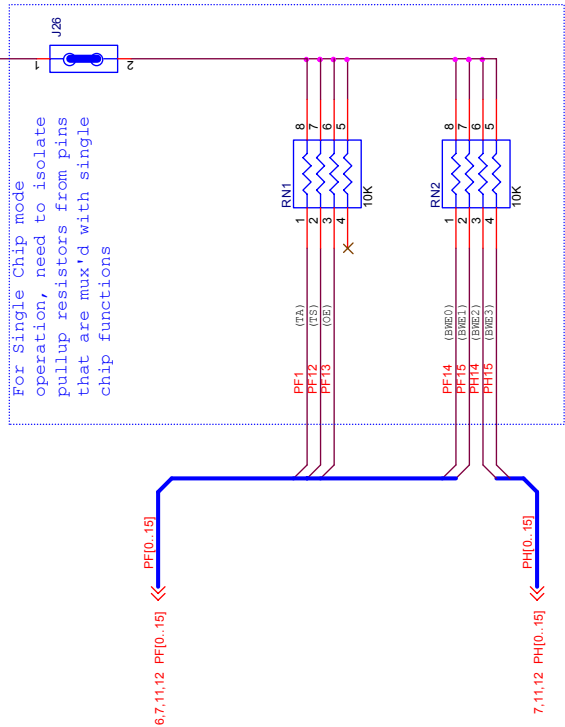 J26
1
2
For Single Chip mode
operation, need to isolate
pullup resistors from pins
that are mux'd with single
chip functions
RN1
8
7
6
5
1
2
3
4
10K
RN2
8
7
6
5
1
2
3
4
10K
PF1 (TA)
PF12 (TS)
PF13 (OE)
PF14 (BWE0)
PF15 (BWE1)
PH14 (BWE2)
PH15 (BWE3)
PF[0..15]
PH[0..15]
6,7,11,12 PF[0..15]
7,11,12 PH[0..15]